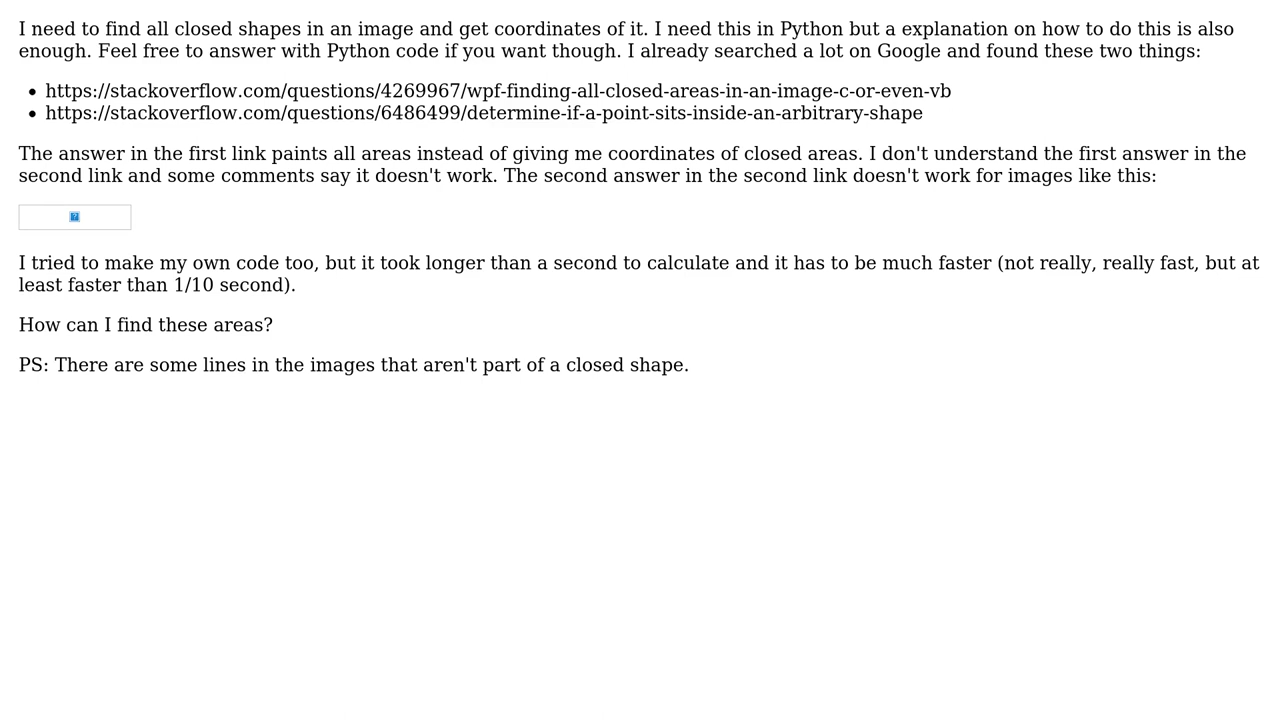 I need to find all closed shapes in an image and get coordinates of it. I need this in Python but a explanation on how to do this is also
enough. Feel free to answer with Python code if you want though. I already searched a lot on Google and found these two things:
• https://stackoverflow.com/questions/4269967/wpf-finding-all-closed-areas-in-an-image-c-or-even-vb
• https://stackoverflow.com/questions/6486499/determine-if-a-point-sits-inside-an-arbitrary-shape
The answer in the first link paints all areas instead of giving me coordinates of closed areas. I don't understand the first answer in the
second link and some comments say it doesn't work. The second answer in the second link doesn't work for images like this:
?
I tried to make my own code too, but it took longer than a second to calculate and it has to be much faster (not really, really fast, but at
least faster than 1/10 second).
How can I find these areas?
PS: There are some lines in the images that aren't part of a closed shape.